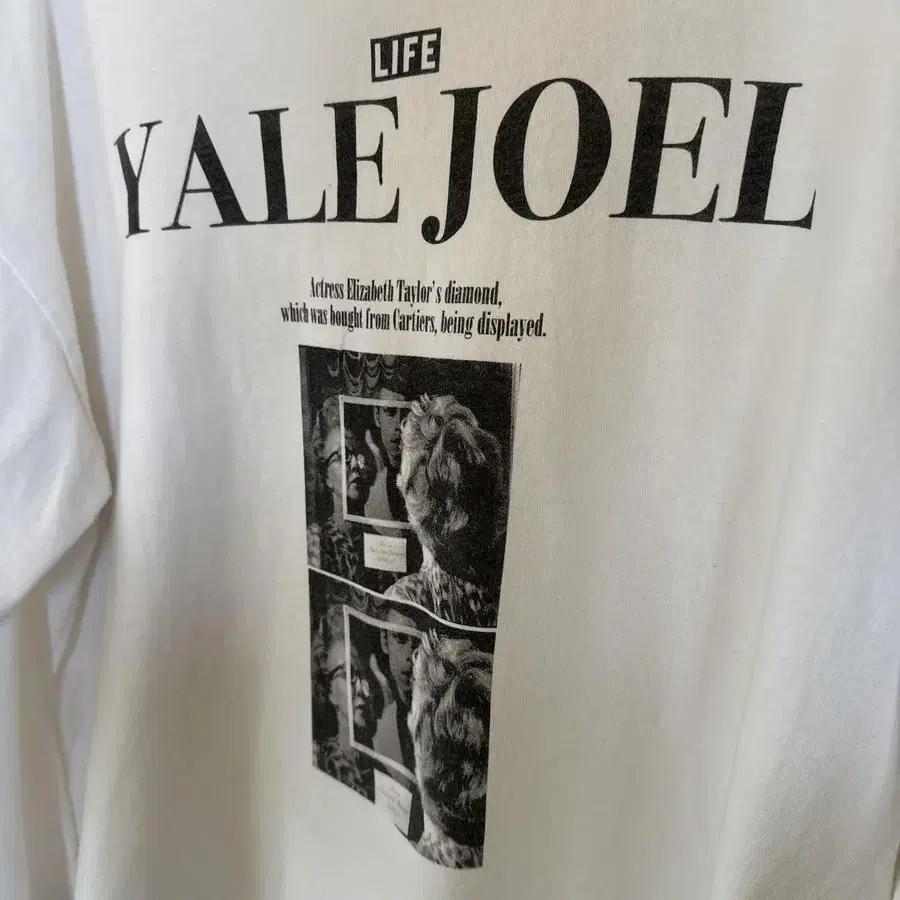 LIFE
YALE JOEL
Actress Elizabeth Taylor's diamond,
which was bought from Cartiers, being displayed.